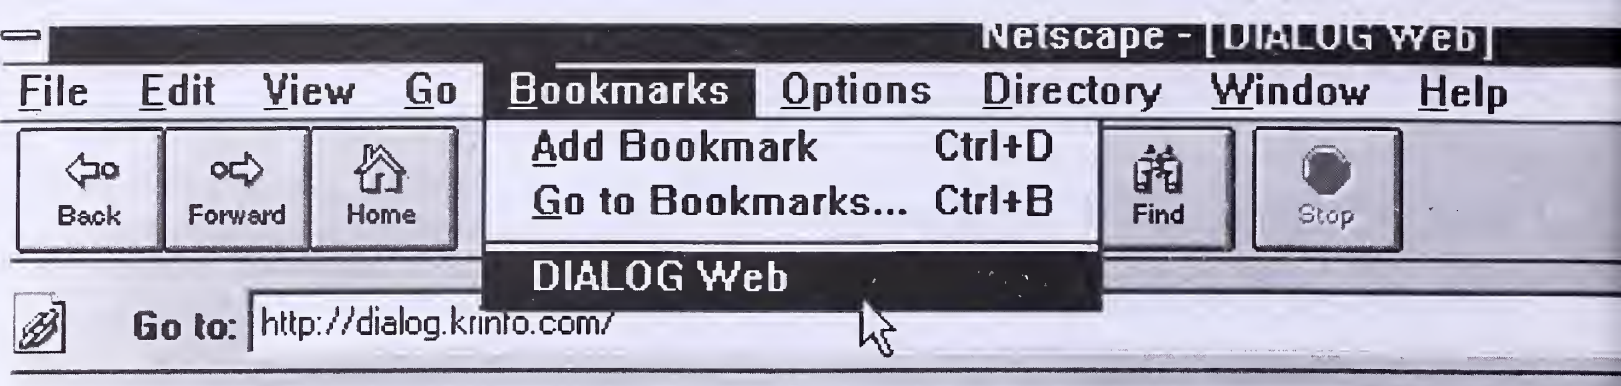 Netscape - [DIALOG Web]
File Edit View Go Bookmarks Options Directory Window Help
Add Bookmark Ctrl+D
Go to Bookmarks... Ctrl+B
Back Forward Home Find Stop
DIALOG Web
Go to: http://dialog.krinfo.com/